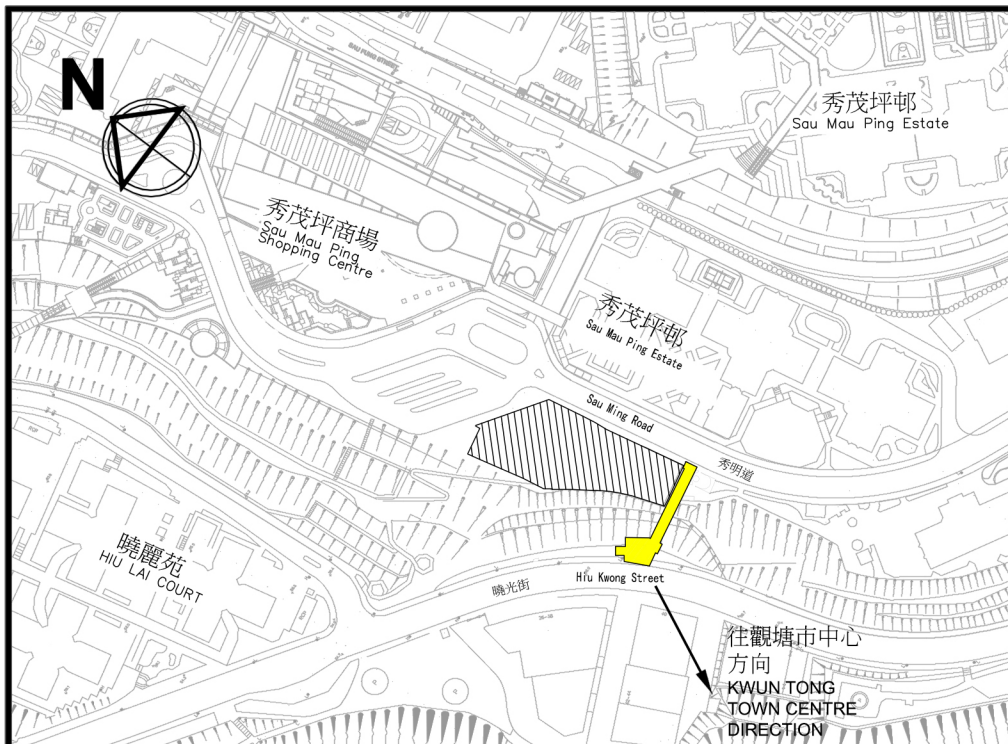 N
SAU FUNG STREET
秀茂坪邨
Sau Mau Ping Estate
秀茂坪商場
Sau Mau Ping
Shopping Centre
秀茂坪邨
Sau Mau Ping Estate
Sau Ming Road
秀明道
曉麗苑
HIU LAI COURT
Hiu Kwong Street
曉光街
往觀塘市中心
方向
KWUN TONG
TOWN CENTRE
DIRECTION